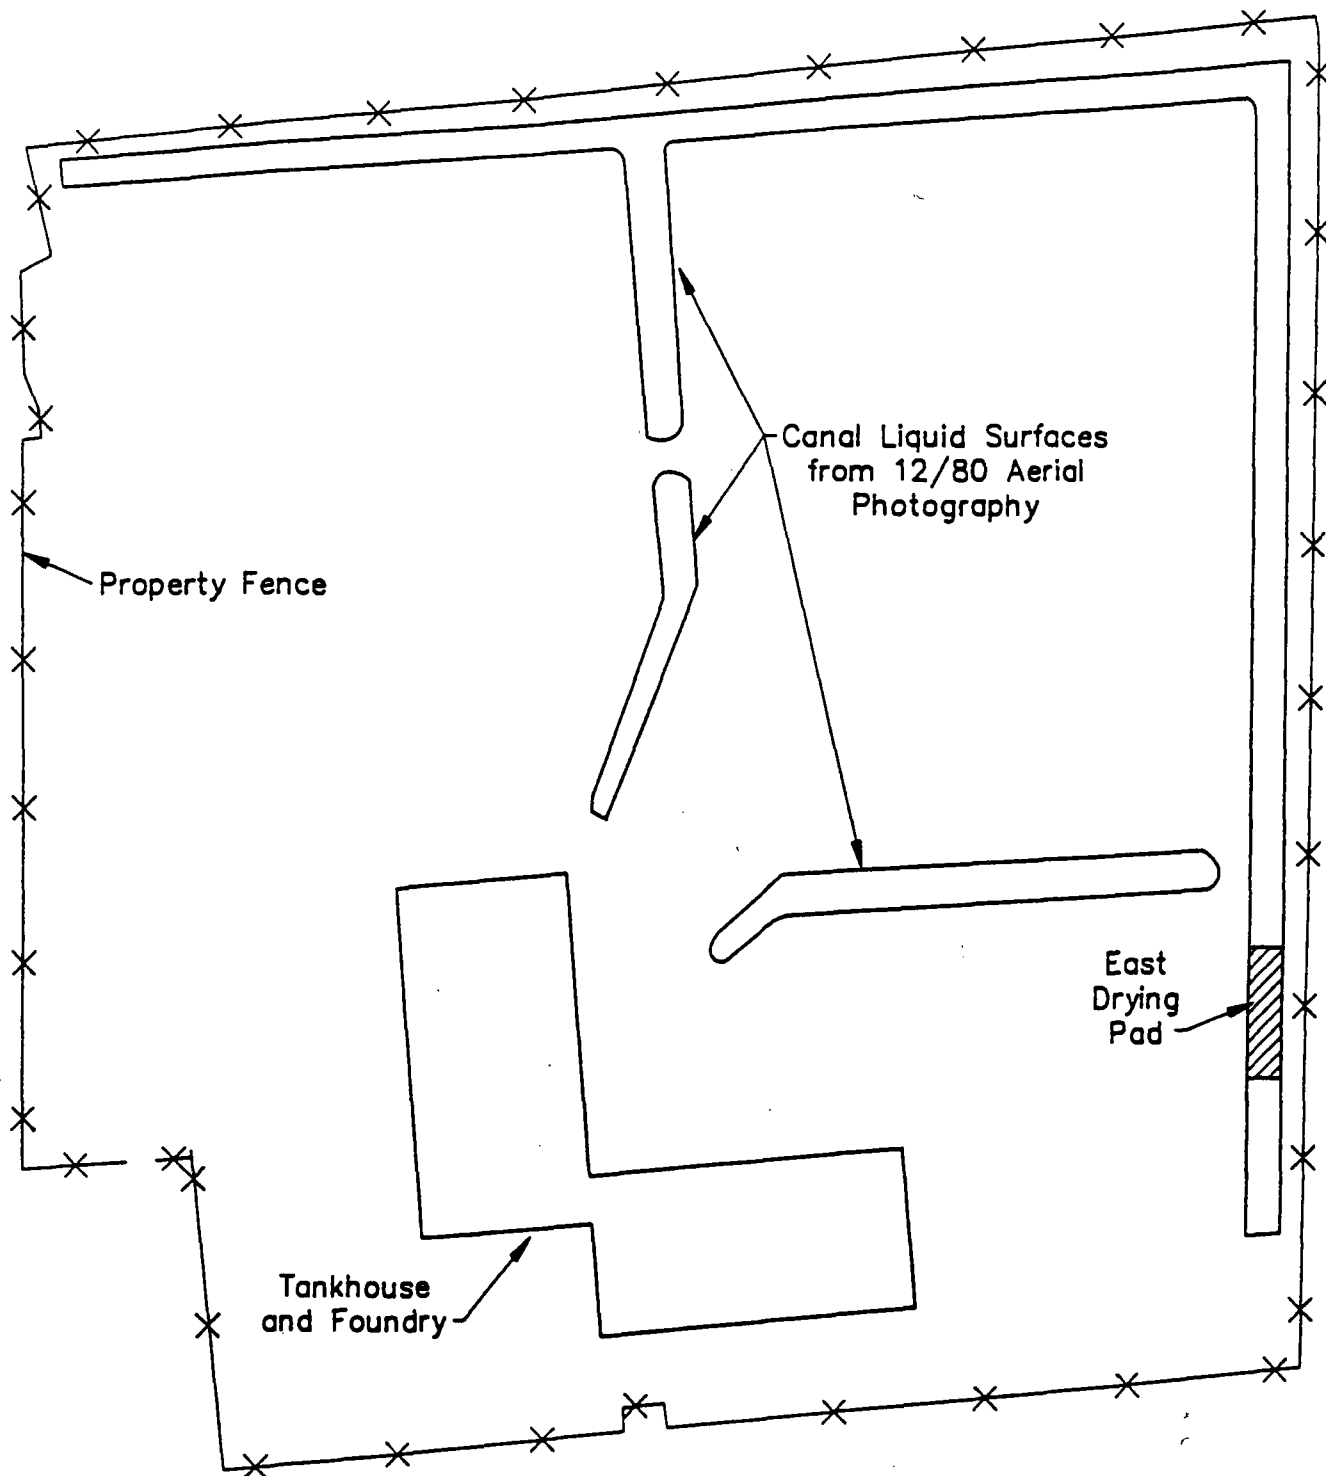 Canal Liquid Surfaces
from 12/80 Aerial
Photography
Property Fence
East
Drying
Pad
Tankhouse
and Foundry